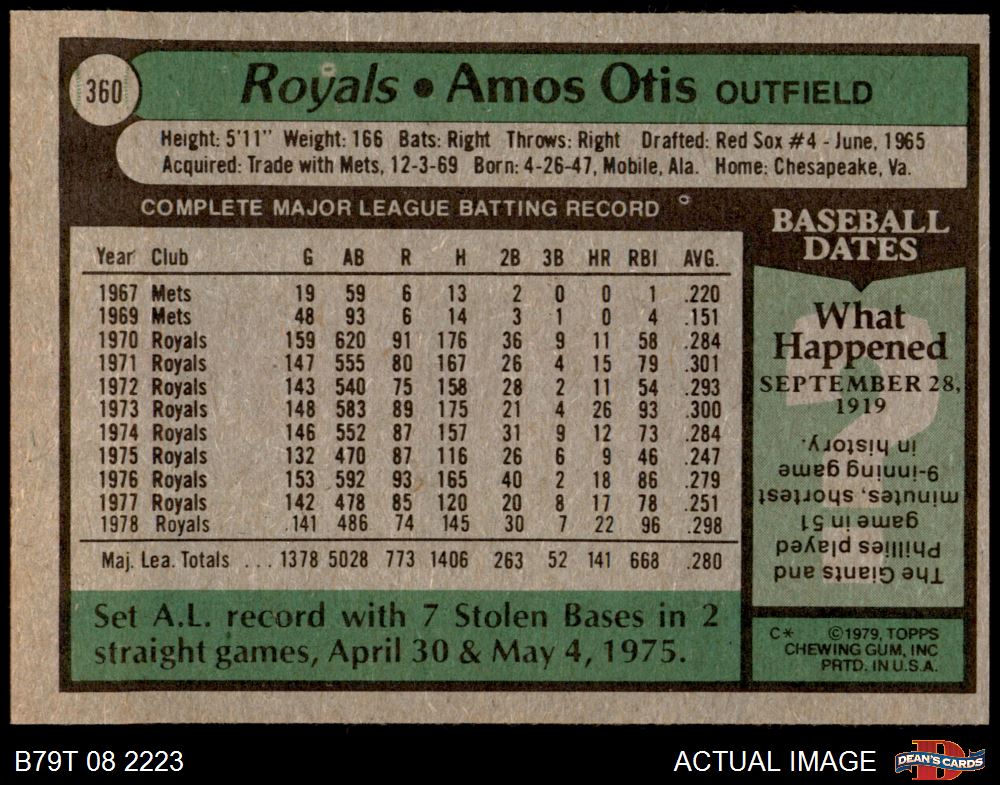 360
Royals • Amos Otis OUTFIELD
Height: 5'11" Weight: 166 Bats: Right Throws: Right Drafted: Red Sox #4 - June, 1965
Acquired: Trade with Mets, 12-3-69 Born: 4-26-47, Mobile, Ala. Home: Chesapeake, Va.
COMPLETE MAJOR LEAGUE BATTING RECORD
Year Club G AB R H 2B 3B HR RBI AVG.
1967 Mets 19 59 6 13 2 0 0 1 .220
1969 Mets 48 93 6 14 3 1 0 4 .151
1970 Royals 159 620 91 176 36 9 11 58 .284
1971 Royals 147 555 80 167 26 4 15 79 .301
1972 Royals 143 540 75 158 28 2 11 54 .293
1973 Royals 148 583 89 175 21 4 26 93 .300
1974 Royals 146 552 87 157 31 9 12 73 .284
1975 Royals 132 470 87 116 26 6 9 46 .247
1976 Royals 153 592 93 165 40 2 18 86 .279
1977 Royals 142 478 85 120 20 8 17 78 .251
1978 Royals 141 486 74 145 30 7 22 96 .298
Maj. Lea. Totals ... 1378 5028 773 1406 263 52 141 668 .280
Set A.L. record with 7 Stolen Bases in 2
straight games, April 30 & May 4, 1975.
BASEBALL
DATES
What
Happened
SEPTEMBER 28,
1919
The Giants and
Phillies played
game in 51
minutes, shortest
9-inning game
in history.
C* ©1979, TOPPS
CHEWING GUM, INC
PRTD. IN U.S.A.
B79T 08 2223
ACTUAL IMAGE
DEAN'S CARDS